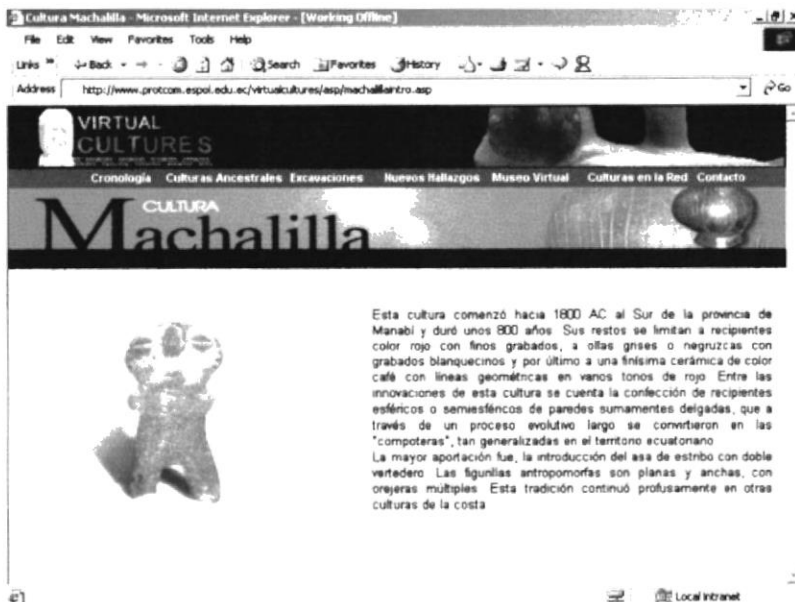 Cultura Machalilla - Microsoft Internet Explorer - [Working Offline]
File Edit View Favorites Tools Help
Links » Back Search Favorites History
Address http://www.protcom.espol.edu.ec/virtualcultures/asp/machalillaintro.asp Go
VIRTUAL
CULTURES
Cronología Culturas Ancestrales Excavaciones Nuevos Hallazgos Museo Virtual Culturas en la Red Contacto
CULTURA
Machalilla
Esta cultura comenzó hacia 1800 AC al Sur de la provincia de
Manabí y duró unos 800 años. Sus restos se limitan a recipientes
color rojo con finos grabados, a ollas grises o negruzcas con
grabados blanquecinos y por último a una finísima cerámica de color
café con líneas geométricas en varios tonos de rojo. Entre las
innovaciones de esta cultura se cuenta la confección de recipientes
esféricos o semiesféricos de paredes sumamentes delgadas, que a
través de un proceso evolutivo largo se convirtieron en las
"compoteras", tan generalizadas en el territorio ecuatoriano.
La mayor aportación fue, la introducción del asa de estribo con doble
vertedero. Las figurillas antropomorfas son planas y anchas, con
orejeras múltiples. Esta tradición continuó profusamente en otras
culturas de la costa.
Local intranet